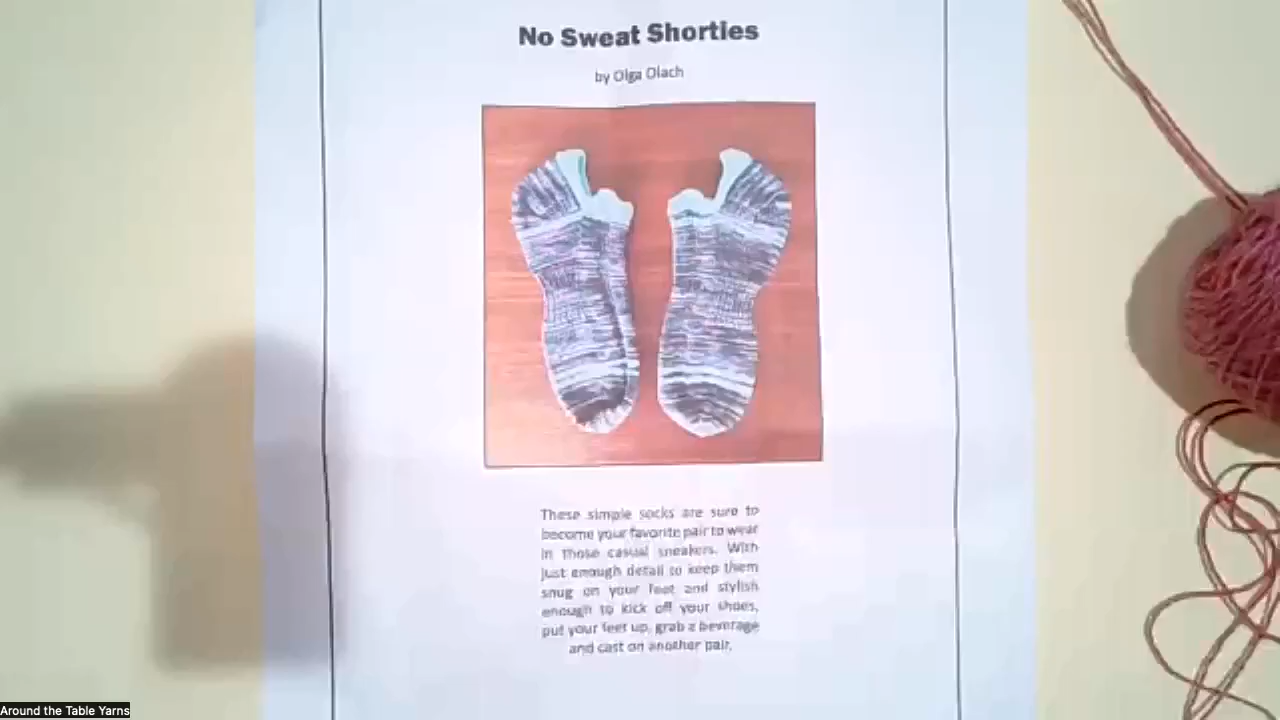 No Sweat Shorties
by Olga Olach
These simple socks are sure to
become your favorite pair to wear
in those casual sneakers. With
just enough detail to keep them
snug on your feet and stylish
enough to kick off your shoes,
put your feet up, grab a beverage
and cast on another pair.
Around the Table Yarns